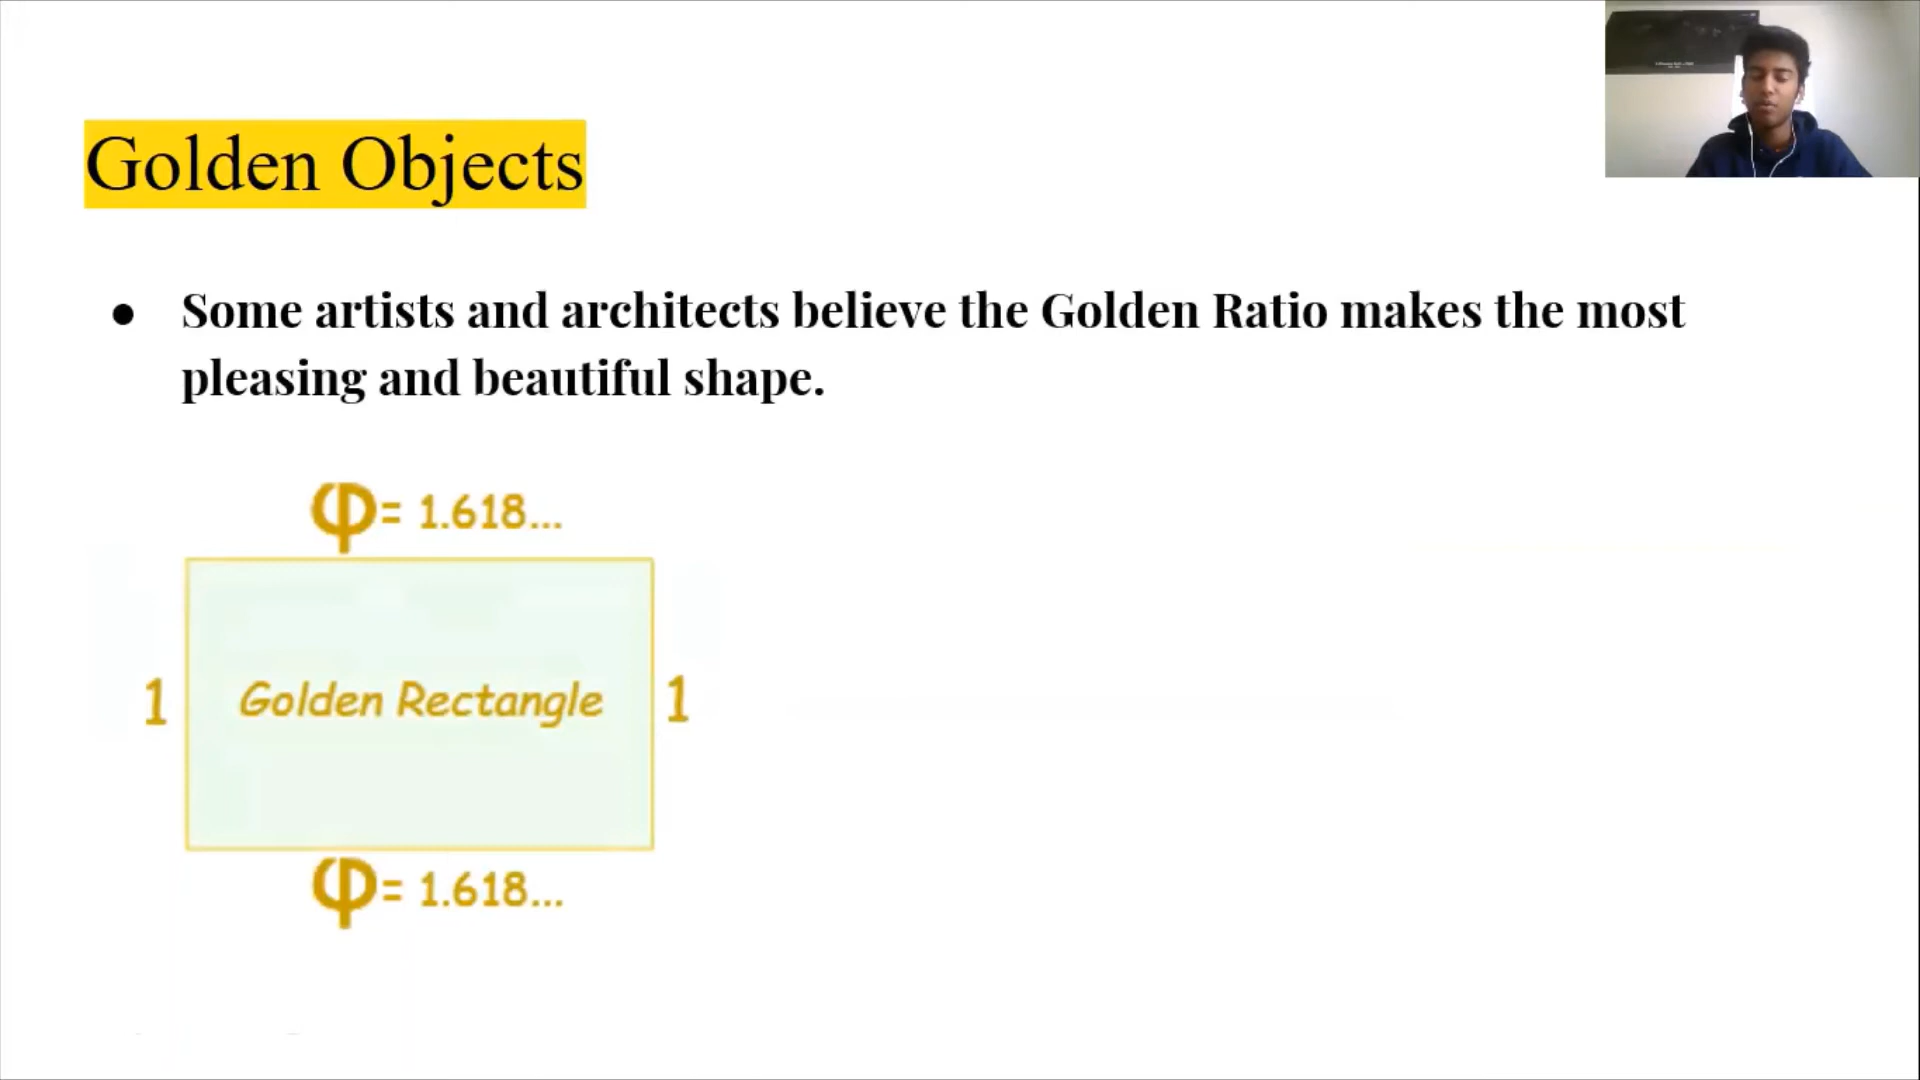 Golden Objects
● Some artists and architects believe the Golden Ratio makes the most
pleasing and beautiful shape.
φ= 1.618...
1 Golden Rectangle 1
φ= 1.618...